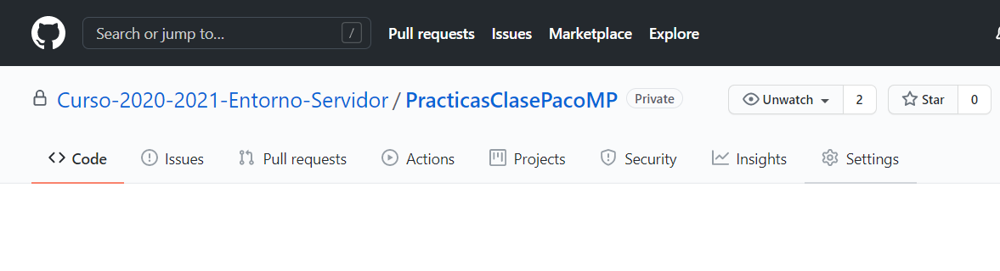 Search or jump to... / Pull requests Issues Marketplace Explore
Curso-2020-2021-Entorno-Servidor / PracticasClasePacoMP Private Unwatch 2 Star 0
Code Issues Pull requests Actions Projects Security Insights Settings